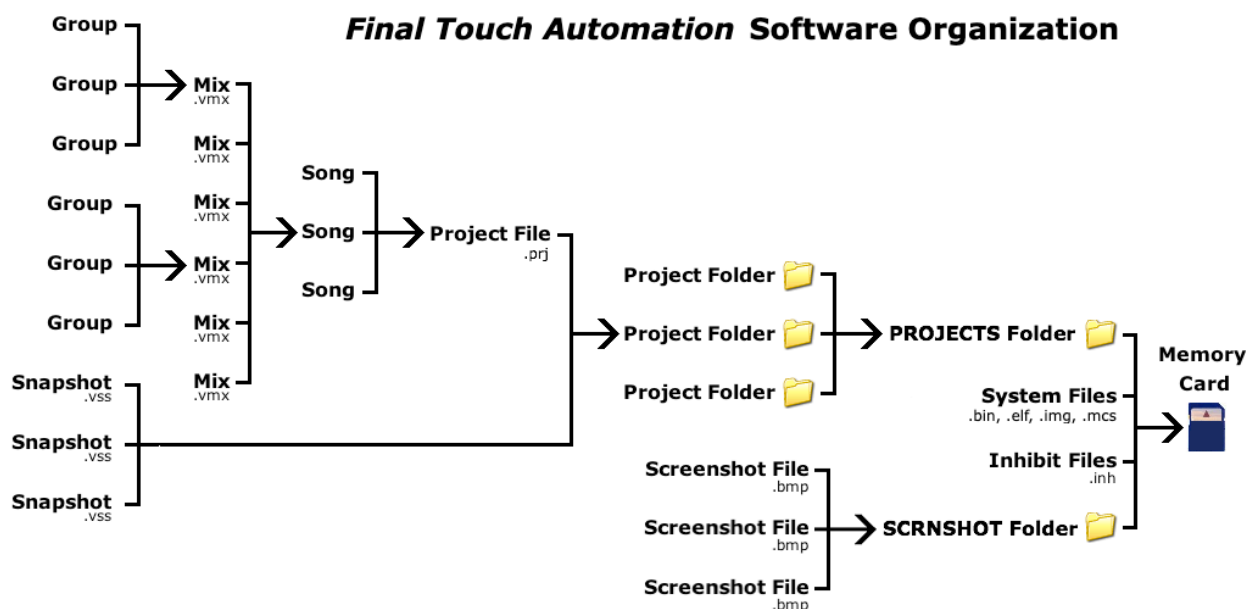 Final Touch Automation Software Organization
Group
Group
Group
Group
Group
Group
Snapshot
.vss
Snapshot
.vss
Snapshot
.vss
Mix
.vmx
Mix
.vmx
Mix
.vmx
Mix
.vmx
Mix
.vmx
Mix
.vmx
Song
Song
Song
Project File
.prj
Project Folder
Project Folder
Project Folder
Screenshot File
.bmp
Screenshot File
.bmp
Screenshot File
.bmp
PROJECTS Folder
System Files
.bin, .elf, .img, .mcs
Inhibit Files
.inh
SCRNSHOT Folder
Memory
Card